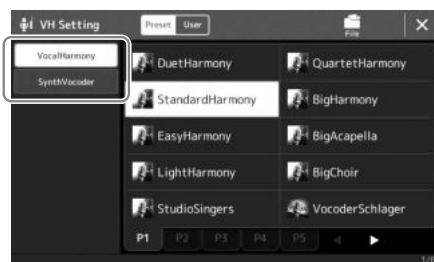 VH Setting
Preset User
File
VocalHarmony
SynthVocoder
DuetHarmony
QuartetHarmony
StandardHarmony
BigHarmony
EasyHarmony
BigAcapella
LightHarmony
BigChoir
StudioSingers
VocoderSchlager
P1 P2 P3 P4 P5